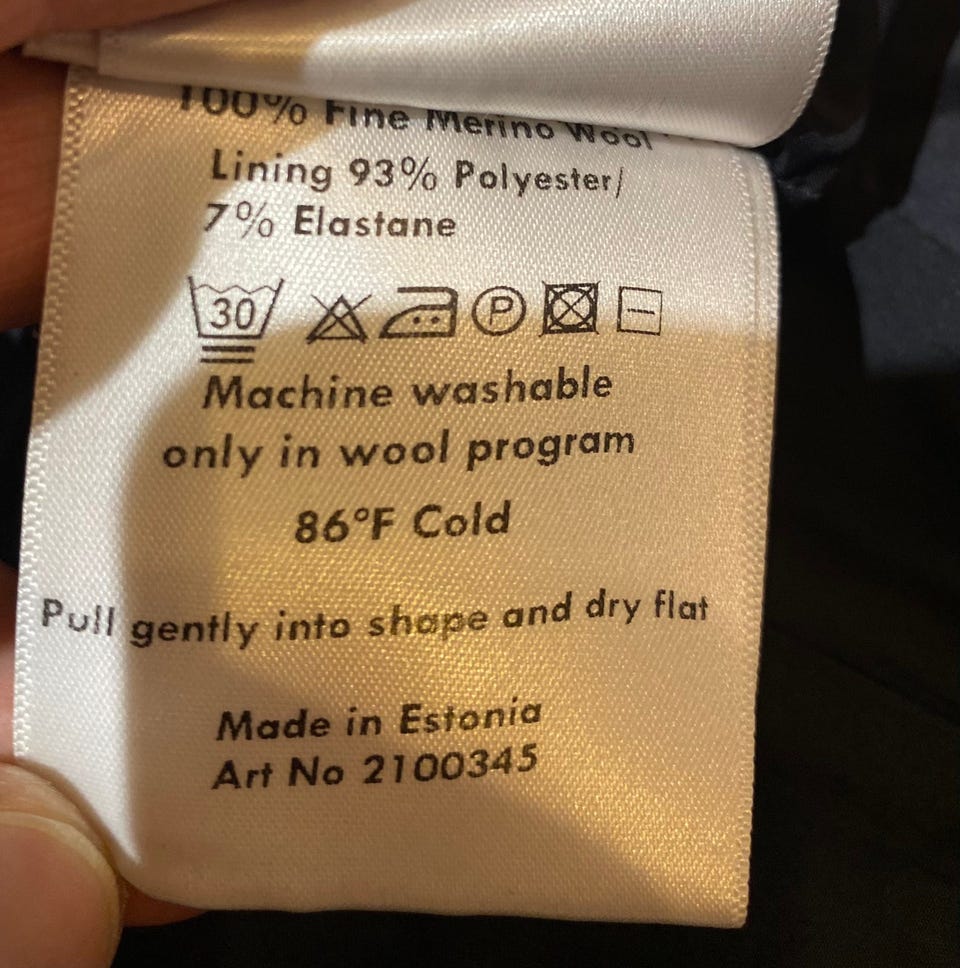 100% Fine Merino Wool
Lining 93% Polyester/
7% Elastane
30 P
Machine washable
only in wool program
86°F Cold
Pull gently into shape and dry flat
Made in Estonia
Art No 2100345